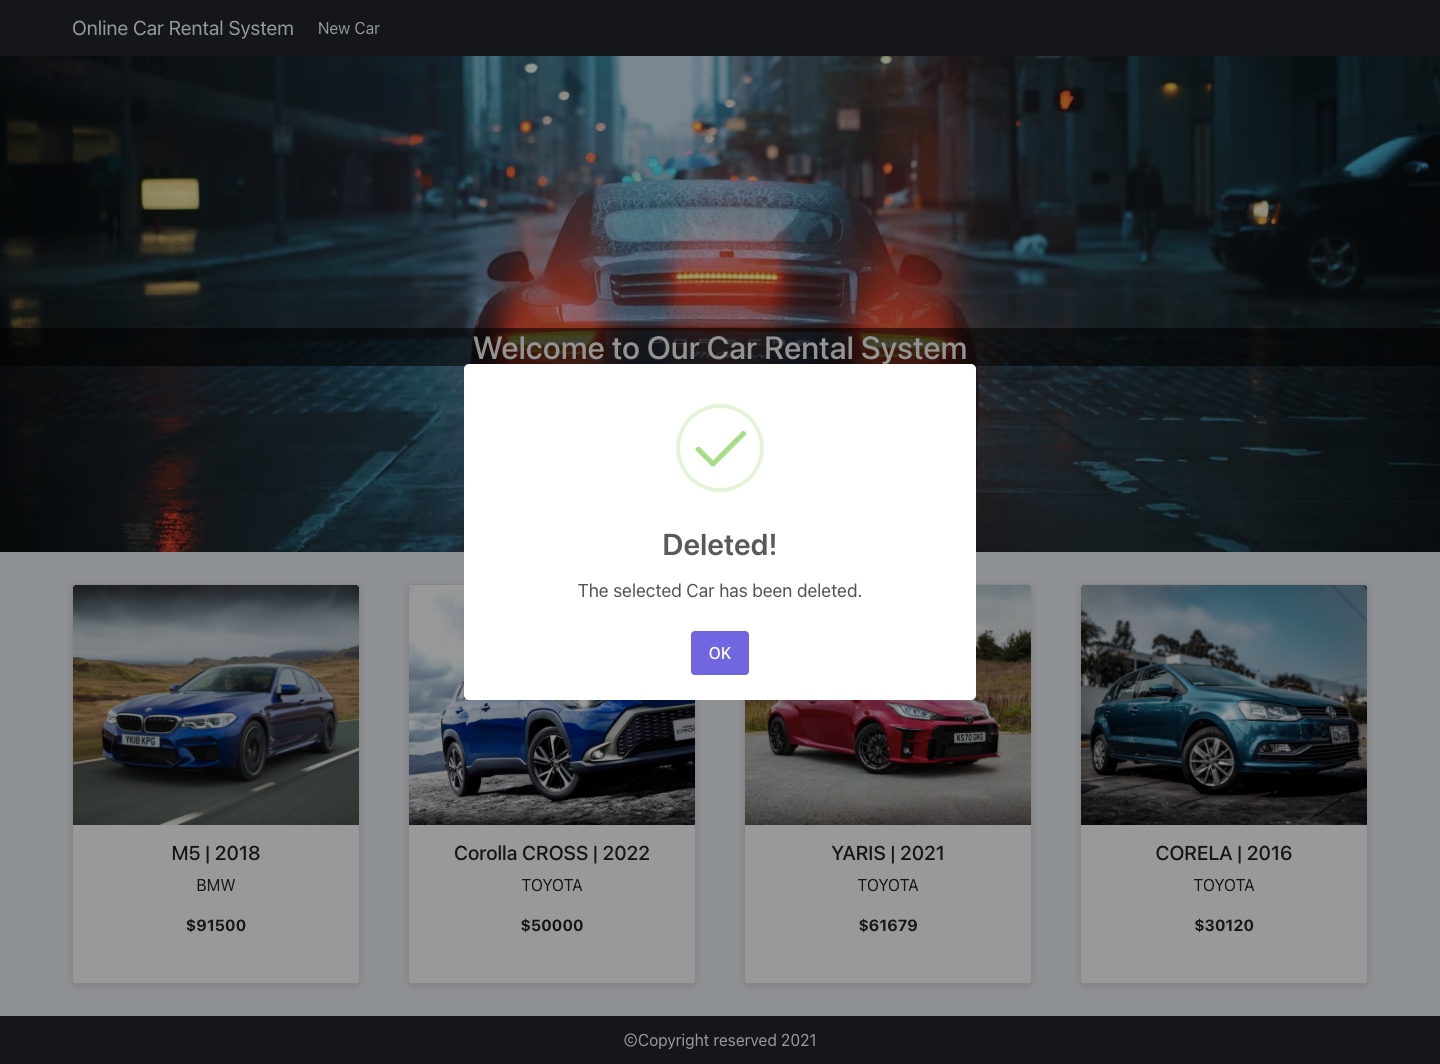 Online Car Rental System New Car
Welcome to Our Car Rental System
Deleted!
The selected Car has been deleted.
OK
YK18 KPG
KS70 GKG
M5 | 2018
BMW
$91500
Corolla CROSS | 2022
TOYOTA
$50000
YARIS | 2021
TOYOTA
$61679
CORELA | 2016
TOYOTA
$30120
©Copyright reserved 2021